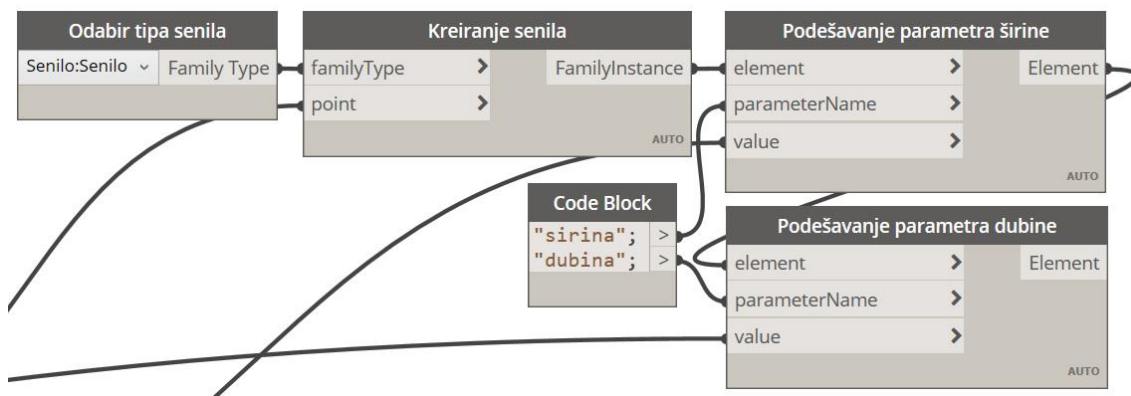 Odabir tipa senila
Senilo:Senilo Family Type
Kreiranje senila
familyType > FamilyInstance
point >
AUTO
Podešavanje parametra širine
element > Element
parameterName >
value >
AUTO
Code Block
"sirina"; >
"dubina"; >
Podešavanje parametra dubine
element > Element
parameterName >
value >
AUTO